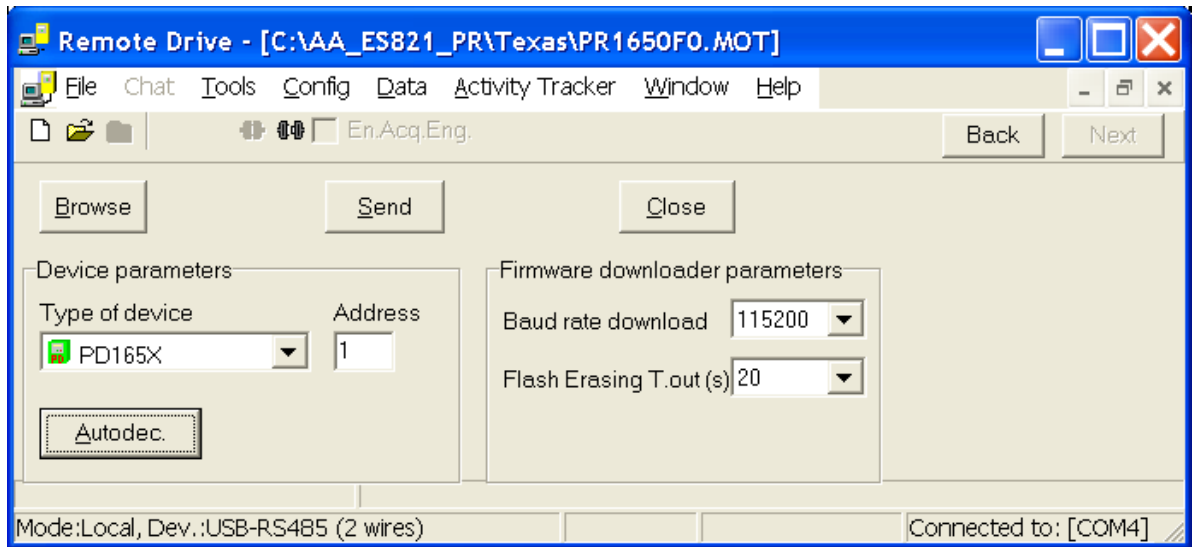 Remote Drive - [C:\AA_ES821_PR\Texas\PR1650F0.MOT]
File Chat Tools Config Data Activity Tracker Window Help
En.Acq.Eng. Back Next
Browse Send Close
Device parameters
Type of device Address
PD165X 1
Autodec.
Firmware downloader parameters
Baud rate download 115200
Flash Erasing T.out (s) 20
Mode:Local, Dev.:USB-RS485 (2 wires) Connected to: [COM4]